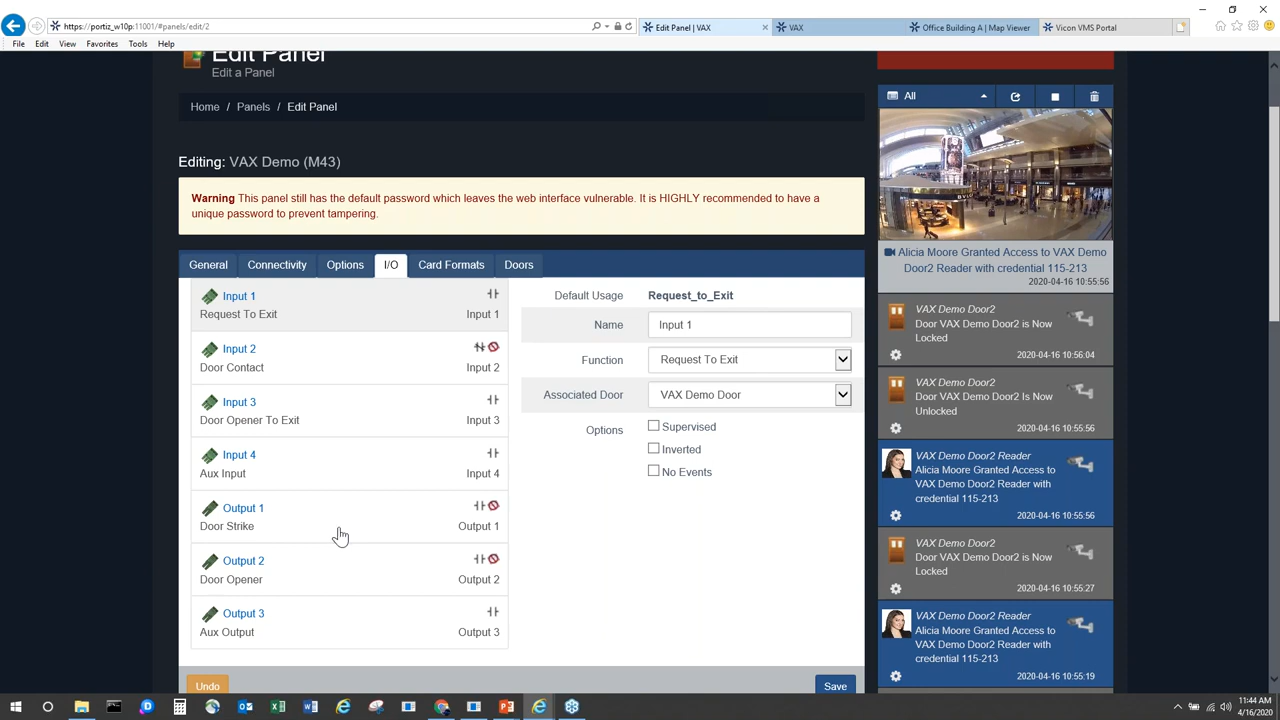 https://portiz_w10p:11001/#panels/edit/2
Edit Panel | VAX
VAX
Office Building A | Map Viewer
Vicon VMS Portal
File Edit View Favorites Tools Help
Edit Panel
Edit a Panel
Home / Panels / Edit Panel
Editing: VAX Demo (M43)
Warning This panel still has the default password which leaves the web interface vulnerable. It is HIGHLY recommended to have a
unique password to prevent tampering.
General Connectivity Options I/O Card Formats Doors
Input 1
Request To Exit Input 1
Input 2
Door Contact Input 2
Input 3
Door Opener To Exit Input 3
Input 4
Aux Input Input 4
Output 1
Door Strike Output 1
Output 2
Door Opener Output 2
Output 3
Aux Output Output 3
Default Usage Request_to_Exit
Name Input 1
Function Request To Exit
Associated Door VAX Demo Door
Options Supervised
Inverted
No Events
Undo Save
All
Alicia Moore Granted Access to VAX Demo
Door2 Reader with credential 115-213
2020-04-16 10:55:56
VAX Demo Door2
Door VAX Demo Door2 is Now
Locked
2020-04-16 10:56:04
VAX Demo Door2
Door VAX Demo Door2 Is Now
Unlocked
2020-04-16 10:55:56
VAX Demo Door2 Reader
Alicia Moore Granted Access to
VAX Demo Door2 Reader with
credential 115-213
2020-04-16 10:55:56
VAX Demo Door2
Door VAX Demo Door2 is Now
Locked
2020-04-16 10:55:27
VAX Demo Door2 Reader
Alicia Moore Granted Access to
VAX Demo Door2 Reader with
credential 115-213
2020-04-16 10:55:19
11:44 AM
4/16/2020